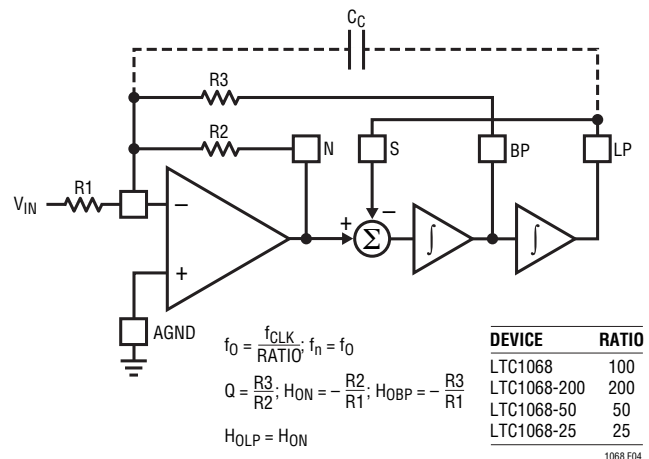 C_C
R3
R2
N
S
BP
LP
R1
V_IN
−
+
+
−
Σ
∫
∫
AGND
f_O = f_CLK / RATIO; f_n = f_O
Q = R3 / R2; H_ON = − R2 / R1; H_OBP = − R3 / R1
H_OLP = H_ON
DEVICE RATIO
LTC1068 100
LTC1068-200 200
LTC1068-50 50
LTC1068-25 25
1068 F04